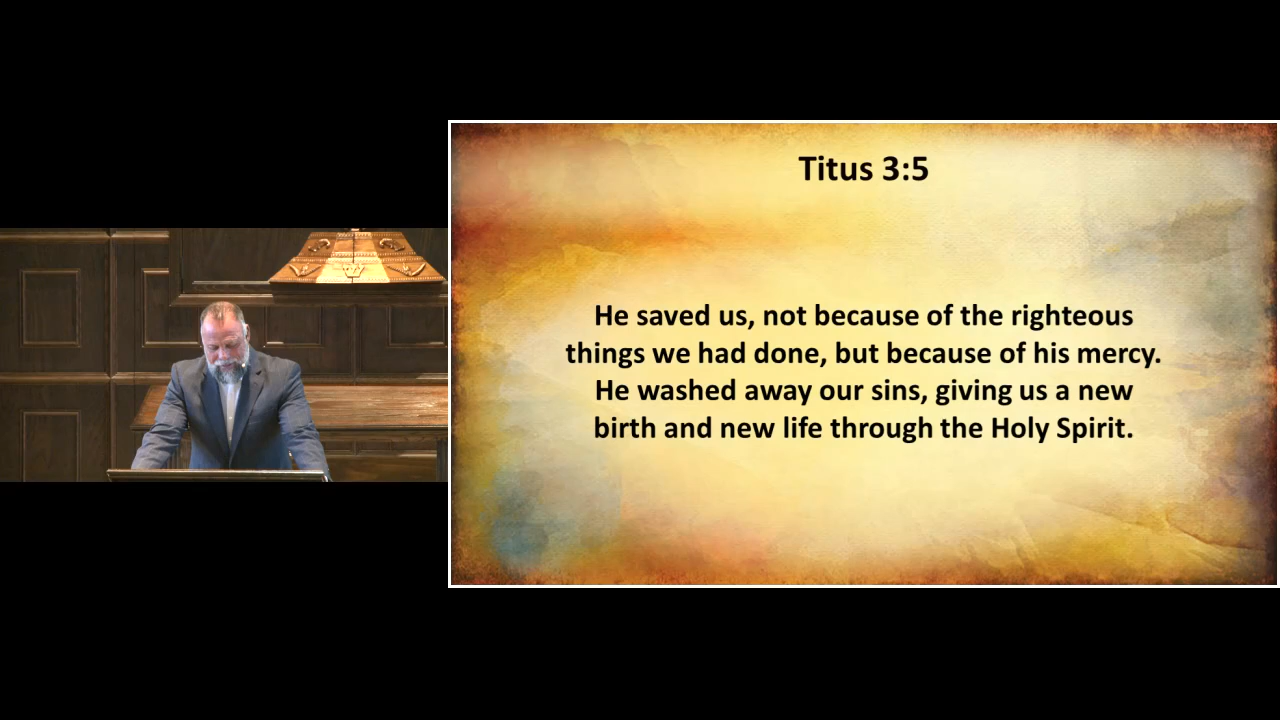 Titus 3:5
He saved us, not because of the righteous
things we had done, but because of his mercy.
He washed away our sins, giving us a new
birth and new life through the Holy Spirit.